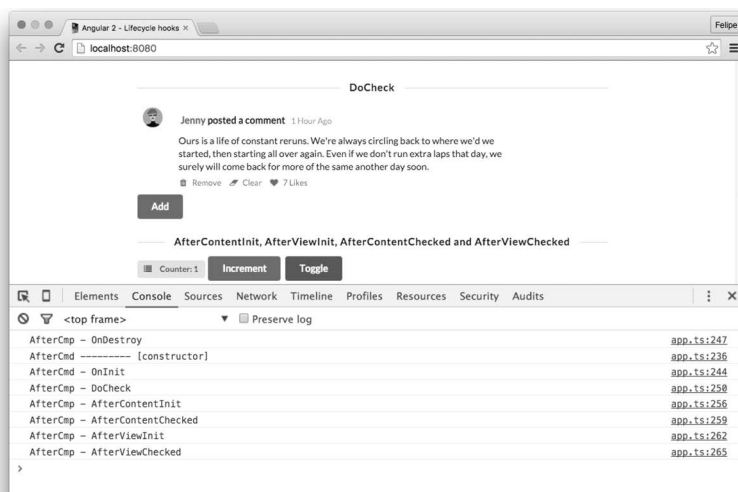 Angular 2 - Lifecycle hooks ×
Felipe
localhost:8080
DoCheck
Jenny posted a comment 1 Hour Ago
Ours is a life of constant reruns. We're always circling back to where we'd we
started, then starting all over again. Even if we don't run extra laps that day, we
surely will come back for more of the same another day soon.
Remove Clear 7 Likes
Add
AfterContentInit, AfterViewInit, AfterContentChecked and AfterViewChecked
Counter: 1 Increment Toggle
Elements Console Sources Network Timeline Profiles Resources Security Audits
<top frame> ▼ Preserve log
AfterCmp – OnDestroy app.ts:247
AfterCmd --------- [constructor] app.ts:236
AfterCmd – OnInit app.ts:244
AfterCmp – DoCheck app.ts:250
AfterCmp – AfterContentInit app.ts:256
AfterCmp – AfterContentChecked app.ts:259
AfterCmp – AfterViewInit app.ts:262
AfterCmp – AfterViewChecked app.ts:265
>